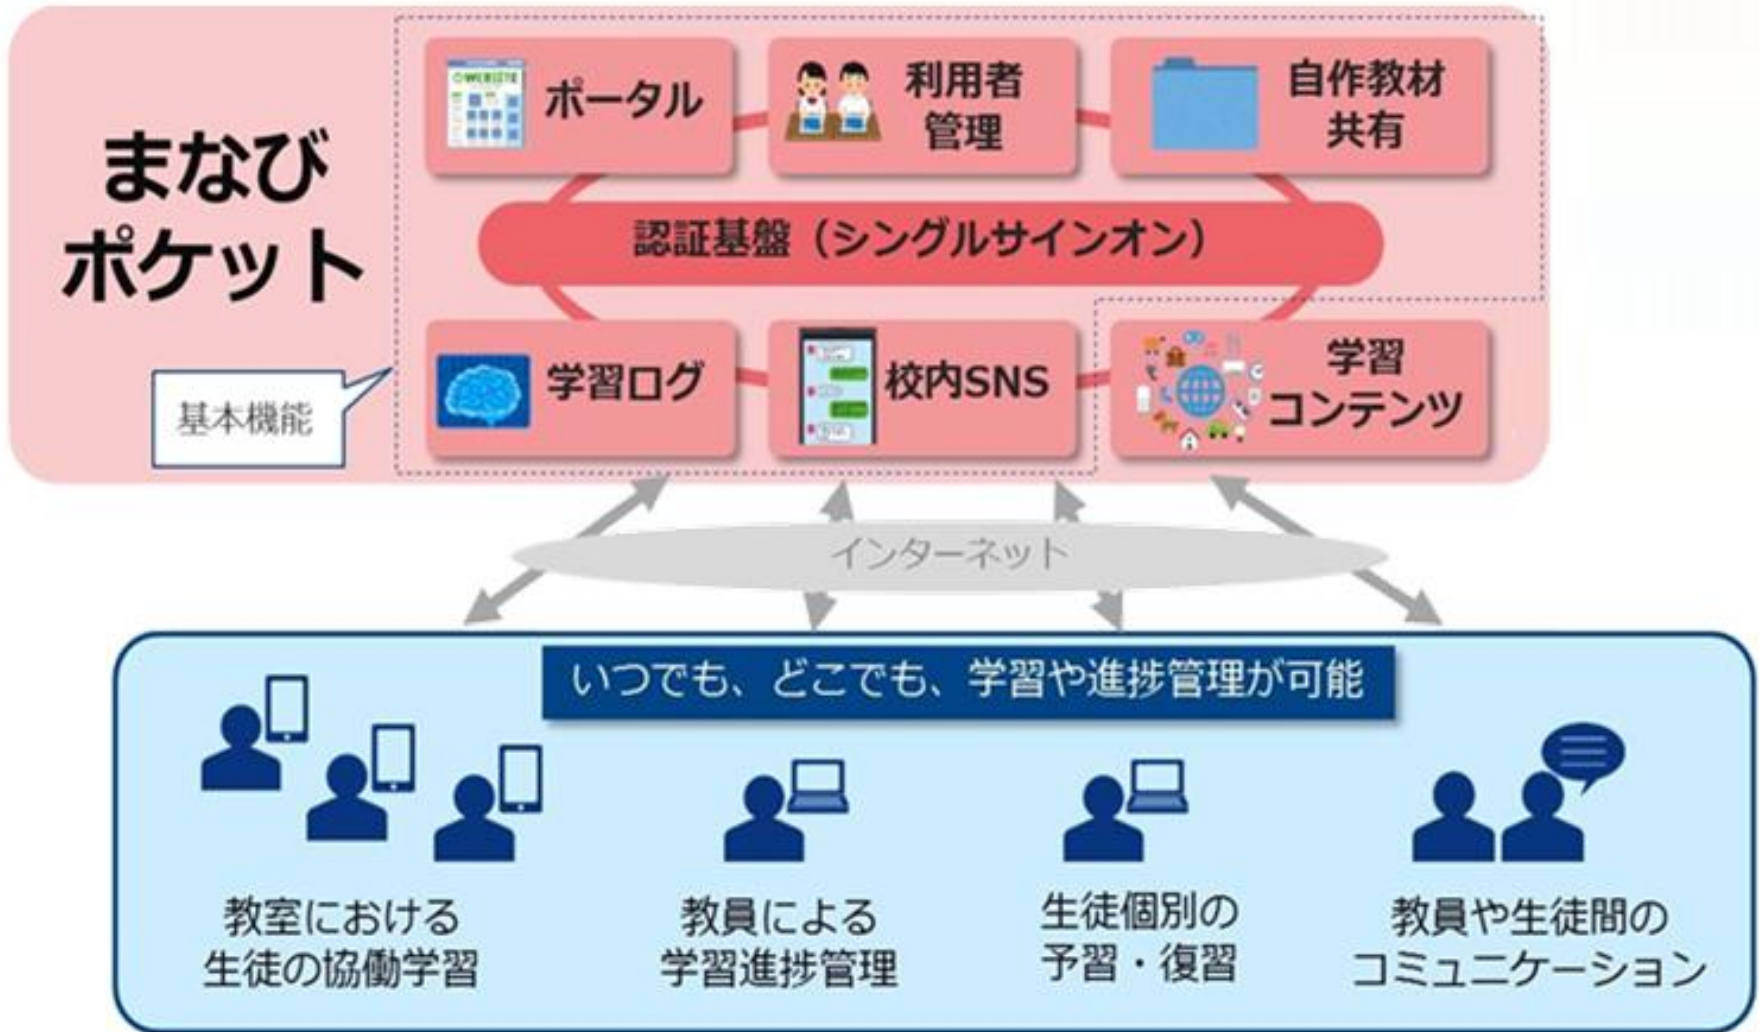 まなび
ポケット
ポータル
利用者
管理
自作教材
共有
認証基盤（シングルサインオン）
学習ログ
校内SNS
学習
コンテンツ
基本機能
インターネット
いつでも、どこでも、学習や進捗管理が可能
教室における
生徒の協働学習
教員による
学習進捗管理
生徒個別の
予習・復習
教員や生徒間の
コミュニケーション